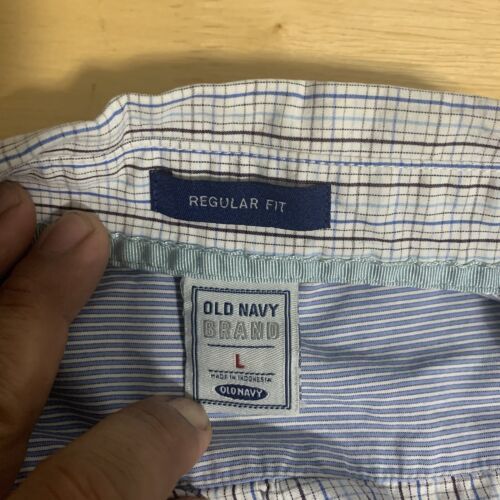 REGULAR FIT
OLD NAVY
BRAND
L
MADE IN INDONESIA
OLD NAVY